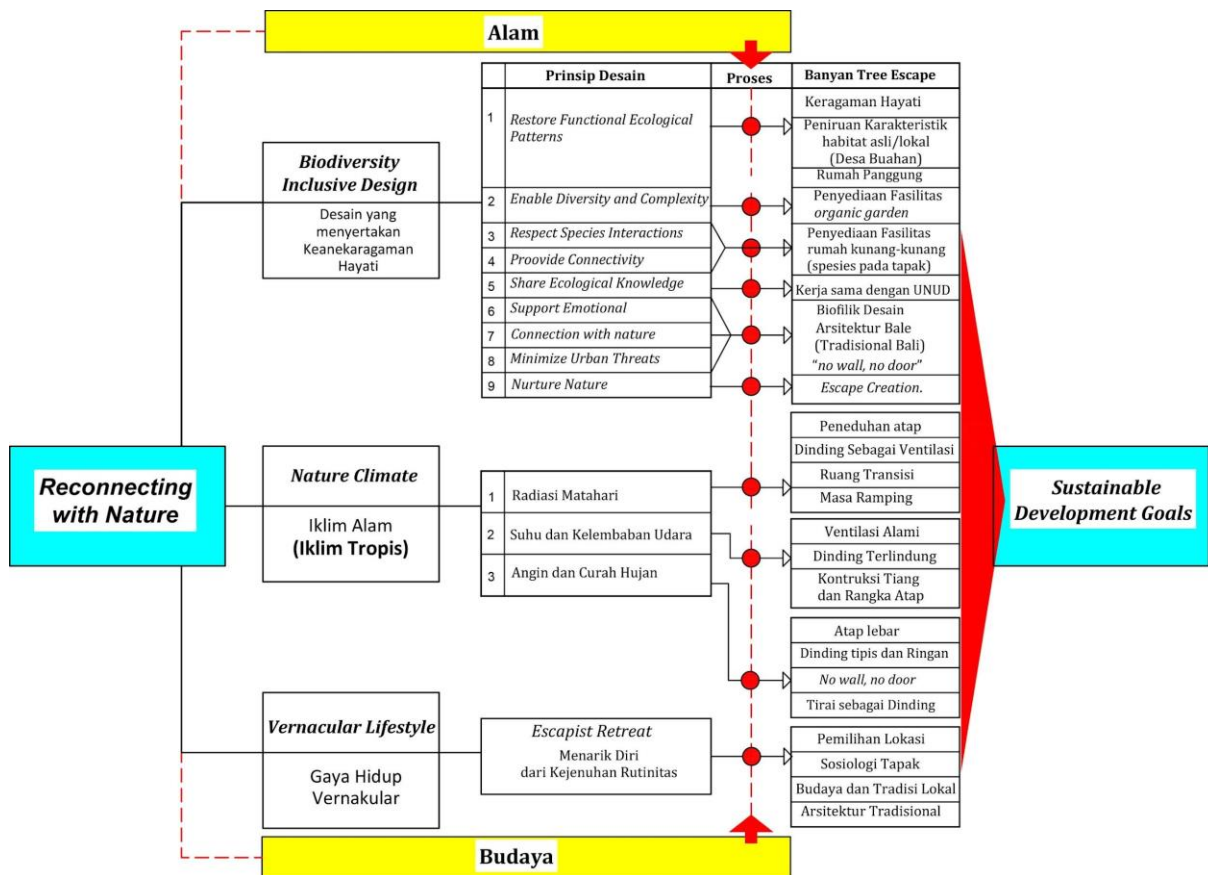 Alam
Prinsip Desain
Proses
Banyan Tree Escape
1
Restore Functional Ecological
Patterns
Keragaman Hayati
Peniruan Karakteristik
habitat asli/lokal
(Desa Buahan)
Rumah Panggung
Biodiversity
Inclusive Design
Desain yang
menyertakan
Keanekaragaman
Hayati
2
Enable Diversity and Complexity
Penyediaan Fasilitas
organic garden
3
Respect Species Interactions
4
Proovide Connectivity
Penyediaan Fasilitas
rumah kunang-kunang
(spesies pada tapak)
5
Share Ecological Knowledge
Kerja sama dengan UNUD
6
Support Emotional
7
Connection with nature
8
Minimize Urban Threats
Biofilik Desain
Arsitektur Bale
(Tradisional Bali)
"no wall, no door"
9
Nurture Nature
Escape Creation.
Reconnecting
with Nature
Nature Climate
Iklim Alam
(Iklim Tropis)
1
Radiasi Matahari
2
Suhu dan Kelembaban Udara
3
Angin dan Curah Hujan
Peneduhan atap
Dinding Sebagai Ventilasi
Ruang Transisi
Masa Ramping
Ventilasi Alami
Dinding Terlindung
Kontruksi Tiang
dan Rangka Atap
Atap lebar
Dinding tipis dan Ringan
No wall, no door
Tirai sebagai Dinding
Sustainable
Development Goals
Vernacular Lifestyle
Gaya Hidup
Vernakular
Escapist Retreat
Menarik Diri
dari Kejenuhan Rutinitas
Pemilihan Lokasi
Sosiologi Tapak
Budaya dan Tradisi Lokal
Arsitektur Tradisional
Budaya